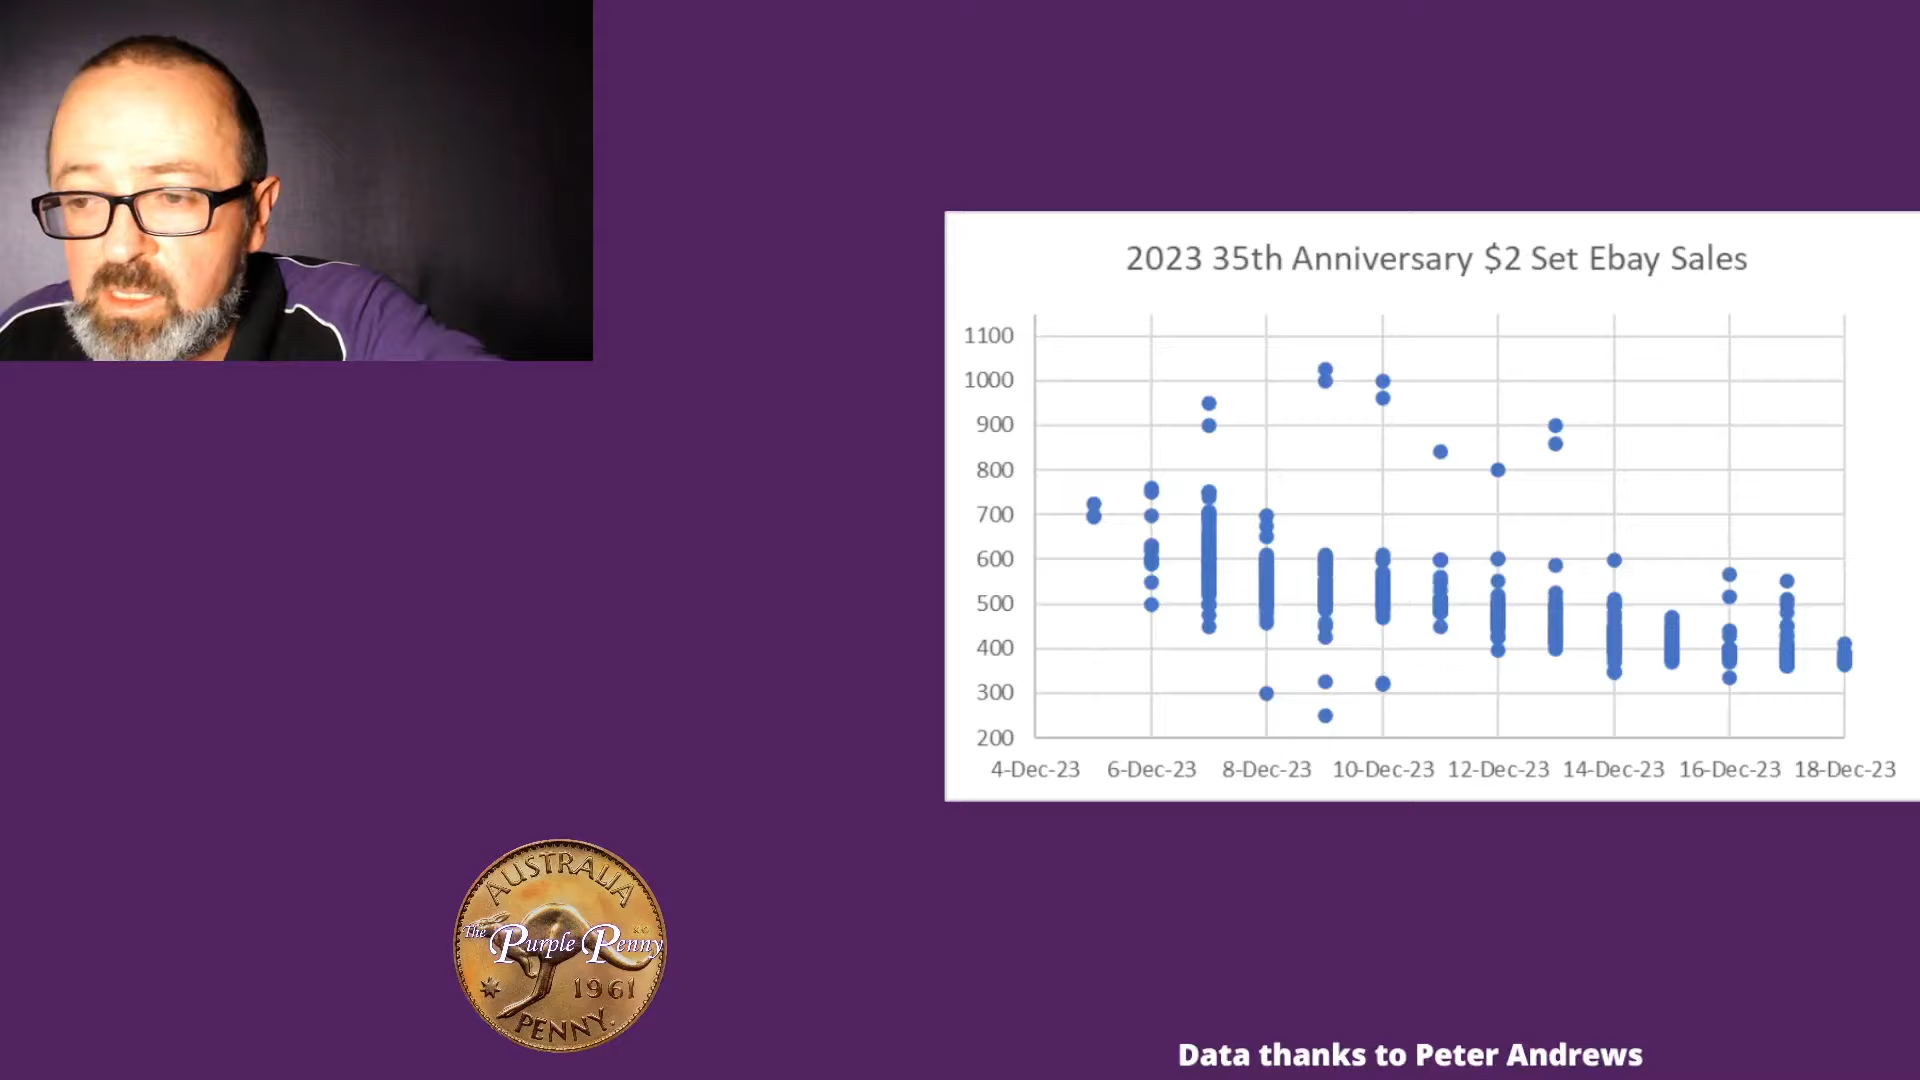 2023 35th Anniversary $2 Set Ebay Sales
1100
1000
900
800
700
600
500
400
300
200
4-Dec-23 6-Dec-23 8-Dec-23 10-Dec-23 12-Dec-23 14-Dec-23 16-Dec-23 18-Dec-23
AUSTRALIA
The Purple Penny
1961
PENNY.
Data thanks to Peter Andrews